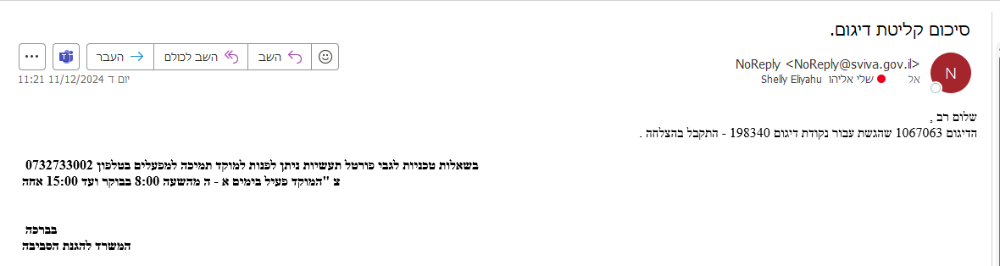 סיכום קליטת דיגום.
השב
השב לכולם
העבר
N
NoReply <NoReply@sviva.gov.il>
אל שלי אליהו Shelly Eliyahu
יום ד 11/12/2024 11:21
שלום רב ,
הדיגום 1067063 שהגשת עבור נקודת דיגום 198340 - התקבל בהצלחה .
בשאלות טכניות לגבי פורטל תעשיות ניתן לפנות למוקד תמיכה למפעלים בטלפון 0732733002
צ "המוקד פעיל בימים א - ה מהשעה 8:00 בבוקר ועד 15:00 אחה
בברכה
המשרד להגנת הסביבה